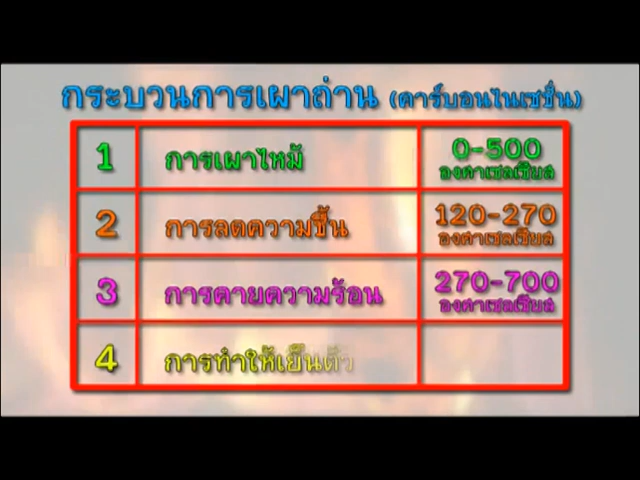 กระบวนการเผาถ่าน (คาร์บอนไนเซชั่น)
1 การเผาไหม้ 0-500 องศาเซลเซียส
2 การลดความชื้น 120-270 องศาเซลเซียส
3 การคายความร้อน 270-700 องศาเซลเซียส
4 การทำให้เย็นตัว